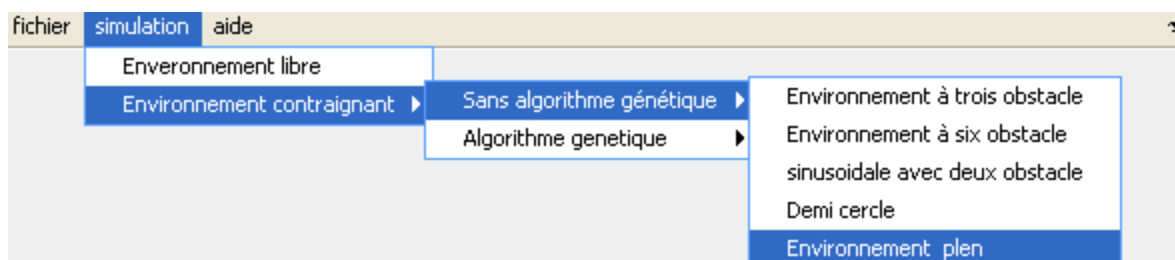 fichier simulation aide
Enveronnement libre
Environnement contraignant
Sans algorithme génétique
Algorithme genetique
Environnement à trois obstacle
Environnement à six obstacle
sinusoidale avec deux obstacle
Demi cercle
Environnement plen